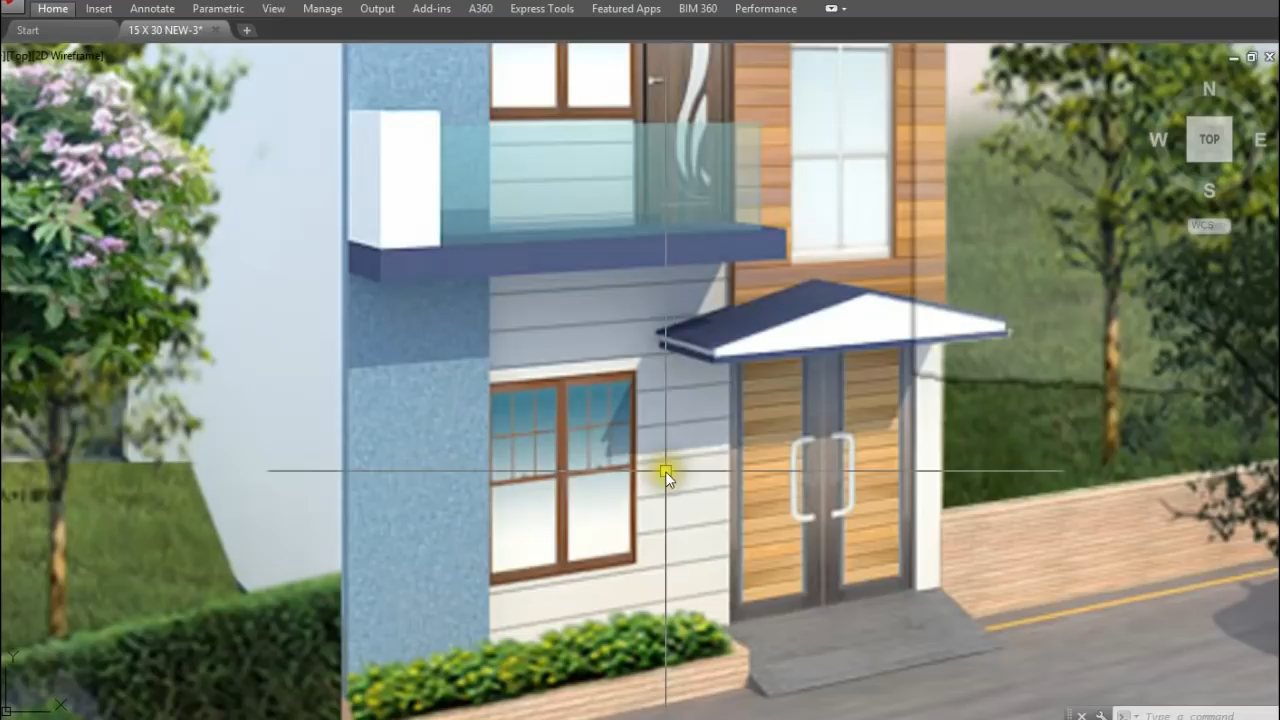 Home Insert Annotate Parametric View Manage Output Add-ins A360 Express Tools Featured Apps BIM 360 Performance
Start 15 X 30 NEW-3*
][Top][2D Wireframe]
N
W TOP E
S
WCS
Y
X
Type a command